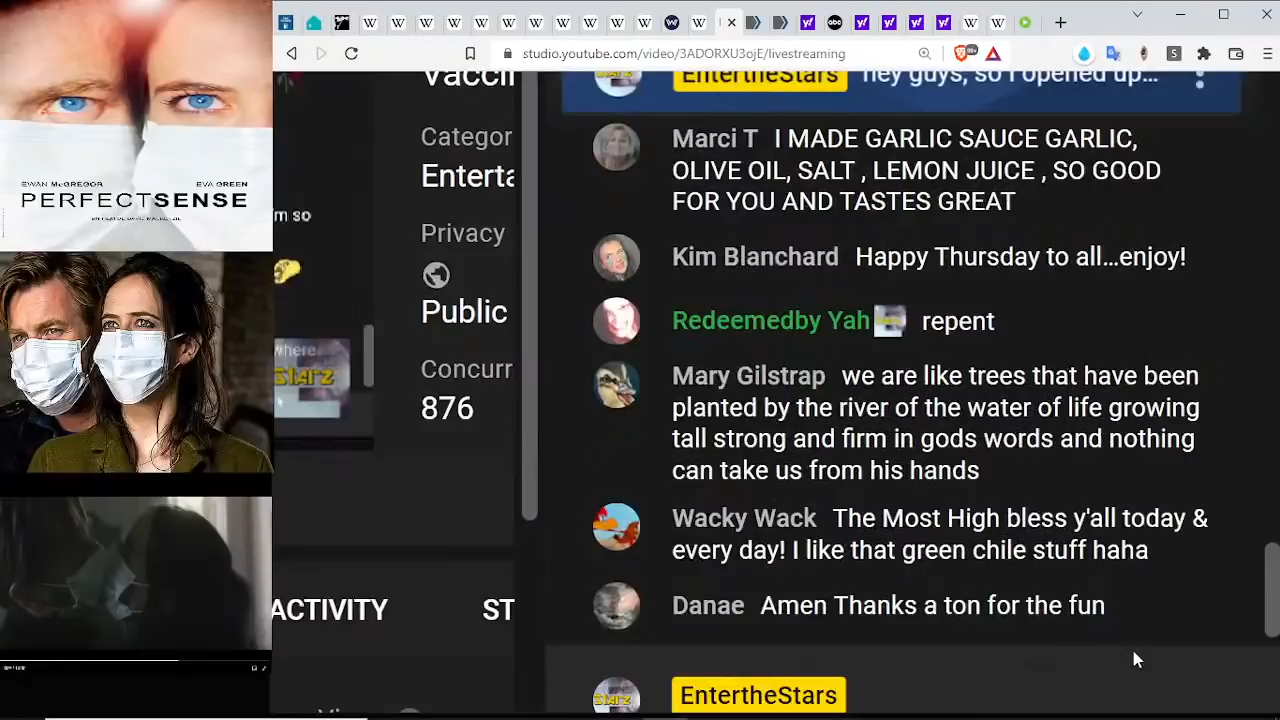 EWAN McGREGOR EVA GREEN
PERFECT SENSE
studio.youtube.com/video/3ADORXU3ojE/livestreaming
Categor
Enterta
Privacy
Public
Concurr
876
m so
where
Starz
ACTIVITY ST
EntertheStars hey guys, so I opened up...
Marci T I MADE GARLIC SAUCE GARLIC,
OLIVE OIL, SALT , LEMON JUICE , SO GOOD
FOR YOU AND TASTES GREAT
Kim Blanchard Happy Thursday to all...enjoy!
Redeemedby Yah repent
Mary Gilstrap we are like trees that have been
planted by the river of the water of life growing
tall strong and firm in gods words and nothing
can take us from his hands
Wacky Wack The Most High bless y'all today &
every day! I like that green chile stuff haha
Danae Amen Thanks a ton for the fun
EntertheStars